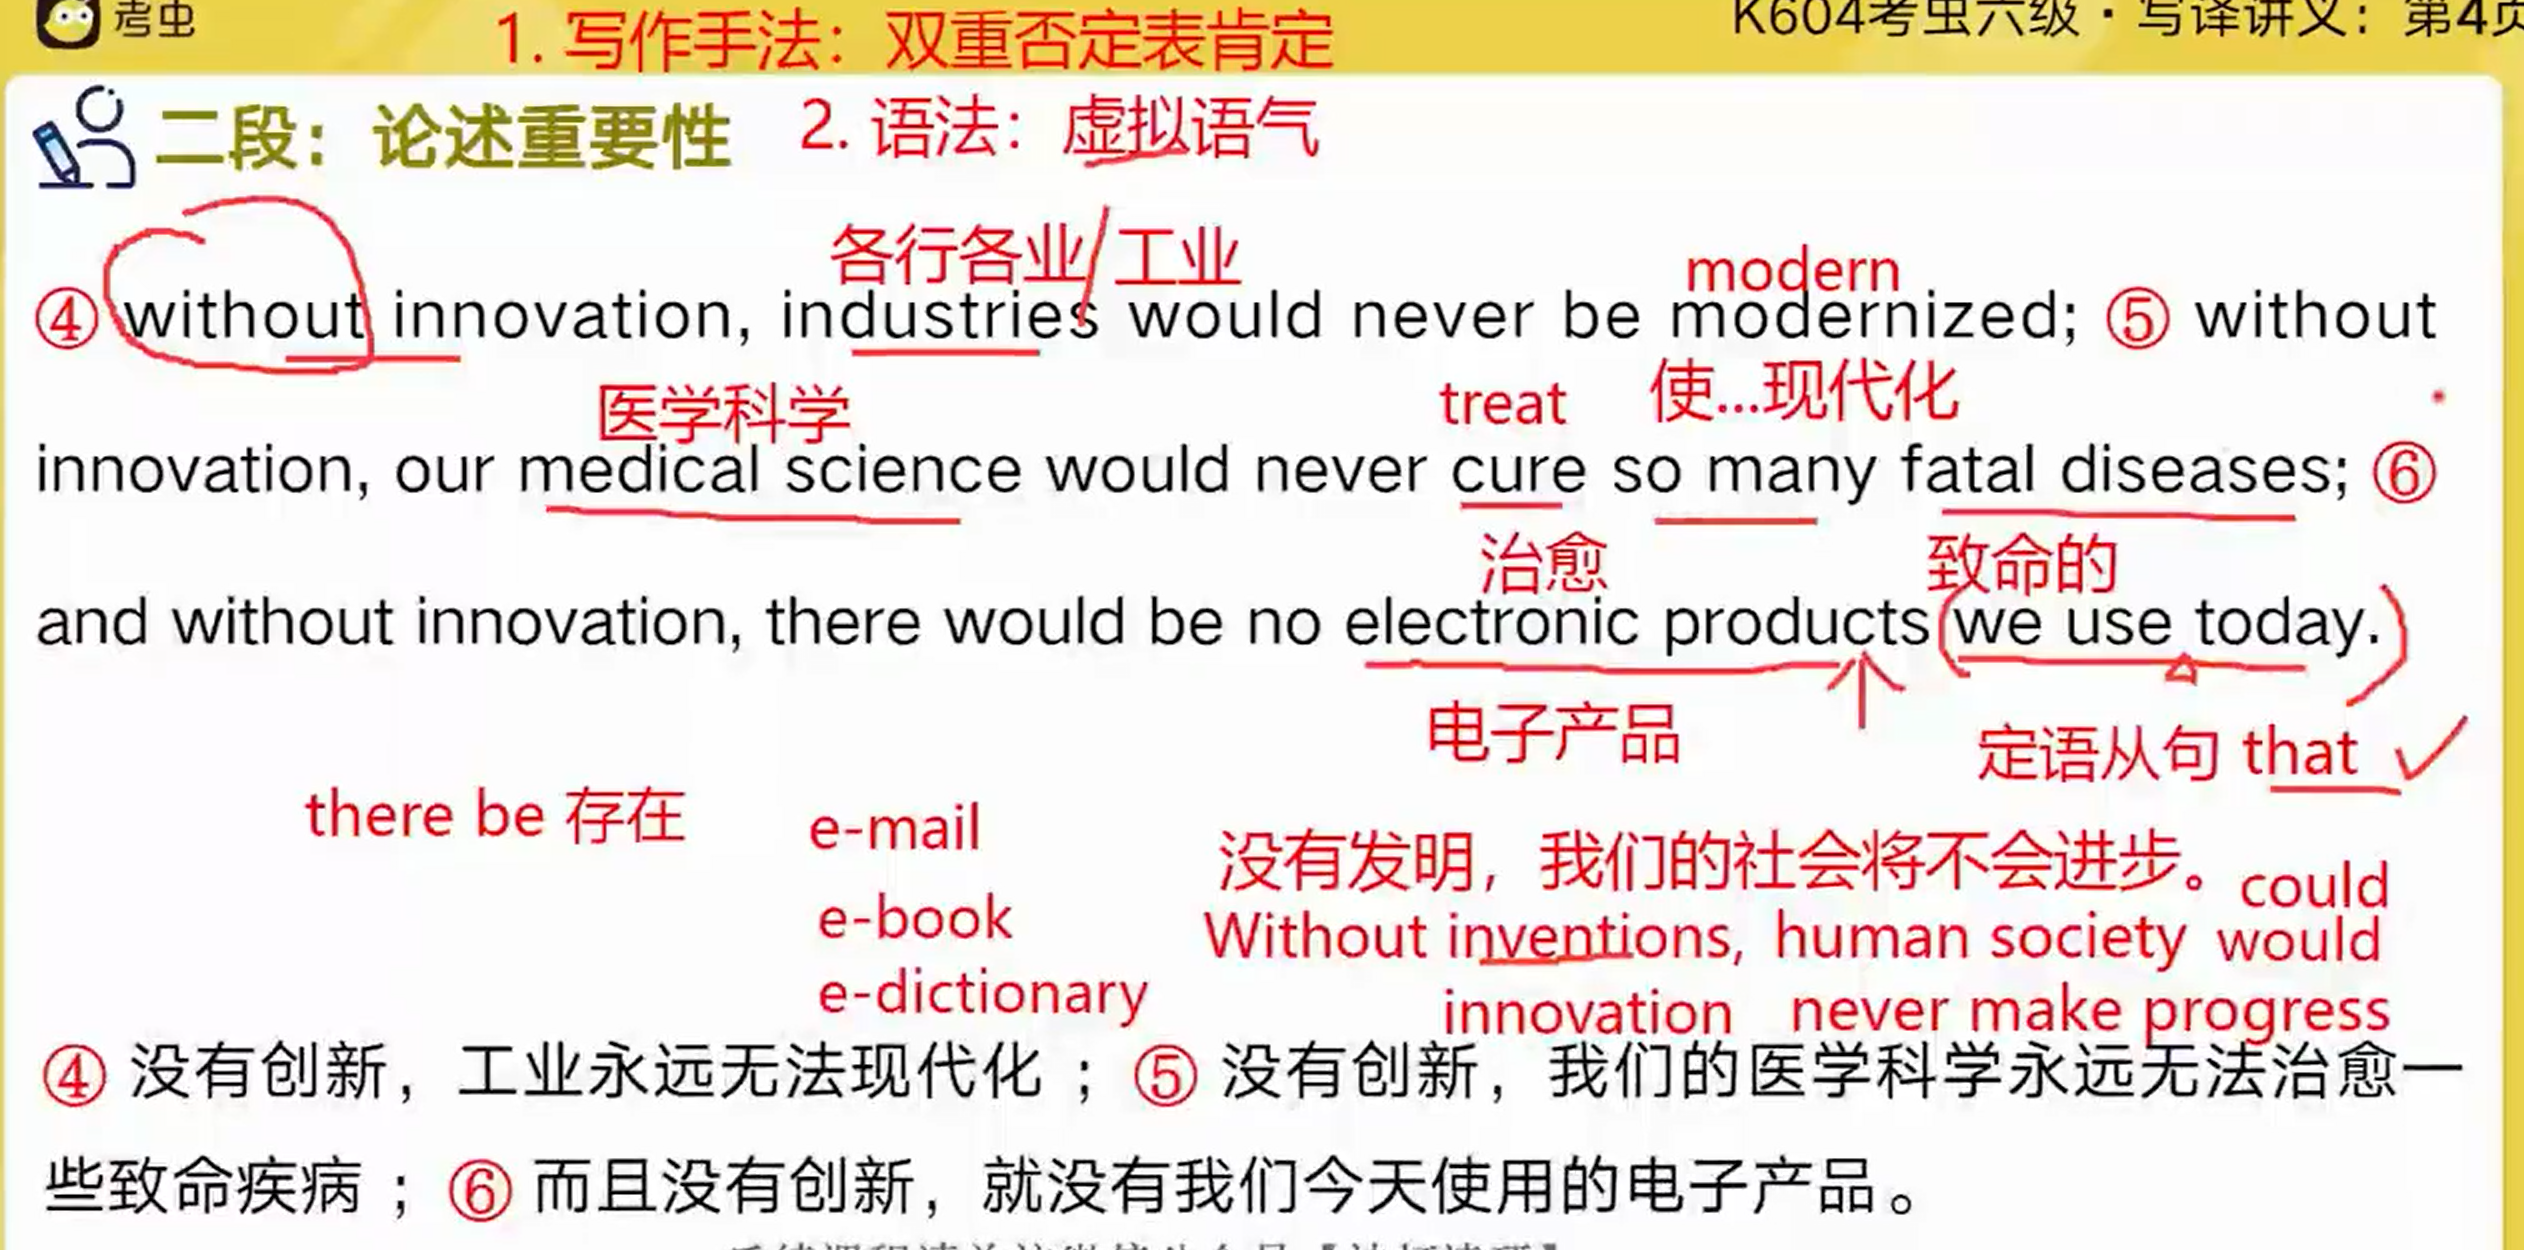 考虫
1. 写作手法：双重否定表肯定
K604考虫六级·写译讲义：第4页
二段：论述重要性
2. 语法：虚拟语气
各行各业/工业
modern
④ without innovation, industries would never be modernized; ⑤ without
医学科学
treat
使...现代化
innovation, our medical science would never cure so many fatal diseases; ⑥
治愈
致命的
and without innovation, there would be no electronic products (we use today.)
电子产品
定语从句 that ✓
there be 存在
e-mail
e-book
e-dictionary
没有发明，我们的社会将不会进步。
could
Without inventions, human society would
innovation never make progress
④ 没有创新，工业永远无法现代化；⑤ 没有创新，我们的医学科学永远无法治愈一
些致命疾病；⑥ 而且没有创新，就没有我们今天使用的电子产品。